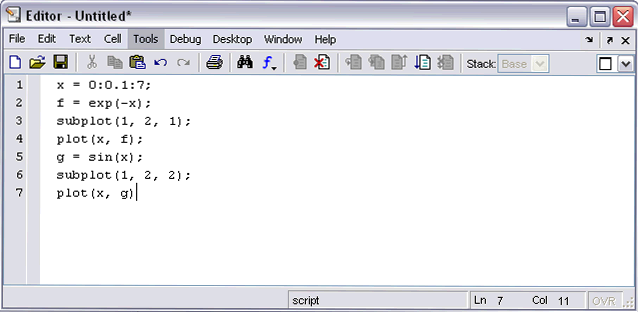 Editor - Untitled*
File Edit Text Cell Tools Debug Desktop Window Help
f Stack: Base
1 x = 0:0.1:7;
2 f = exp(-x);
3 subplot(1, 2, 1);
4 plot(x, f);
5 g = sin(x);
6 subplot(1, 2, 2);
7 plot(x, g)
script Ln 7 Col 11 OVR